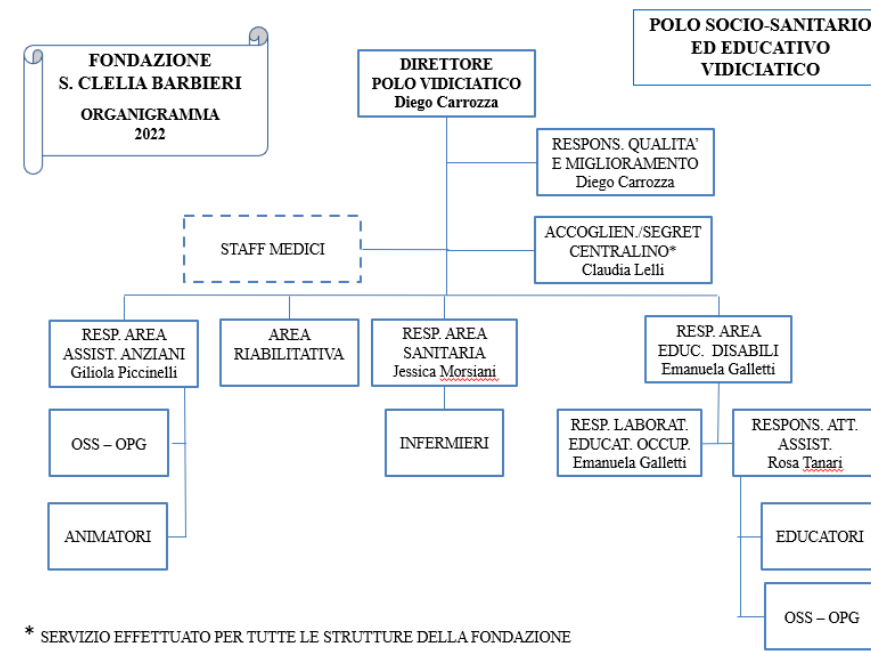 FONDAZIONE
S. CLELIA BARBIERI
ORGANIGRAMMA
2022
DIRETTORE
POLO VIDICIATICO
Diego Carrozza
POLO SOCIO-SANITARIO
ED EDUCATIVO
VIDICIATICO
RESPONS. QUALITA’
E MIGLIORAMENTO
Diego Carrozza
STAFF MEDICI
ACCOGLIEN./SEGRET
CENTRALINO*
Claudia Lelli
RESP. AREA
ASSIST. ANZIANI
Giliola Piccinelli
AREA
RIABILITATIVA
RESP. AREA
SANITARIA
Jessica Morsiani
RESP. AREA
EDUC. DISABILI
Emanuela Galletti
OSS – OPG
INFERMIERI
RESP. LABORAT.
EDUCAT. OCCUP.
Emanuela Galletti
RESPONS. ATT.
ASSIST.
Rosa Tanari
ANIMATORI
EDUCATORI
OSS – OPG
* SERVIZIO EFFETTUATO PER TUTTE LE STRUTTURE DELLA FONDAZIONE